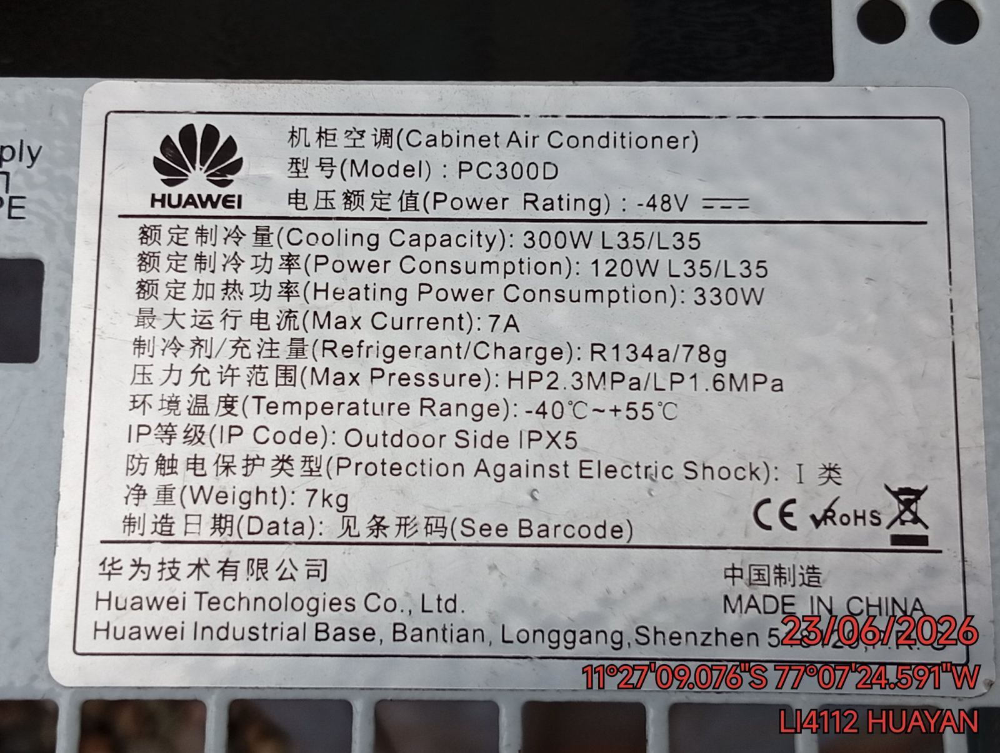 ply
PE
HUAWEI
机柜空调(Cabinet Air Conditioner)
型号(Model) : PC300D
电压额定值(Power Rating) : -48V
额定制冷量(Cooling Capacity): 300W L35/L35
额定制冷功率(Power Consumption): 120W L35/L35
额定加热功率(Heating Power Consumption): 330W
最大运行电流(Max Current): 7A
制冷剂/充注量(Refrigerant/Charge): R134a/78g
压力允许范围(Max Pressure): HP2.3MPa/LP1.6MPa
环境温度(Temperature Range): -40℃~+55℃
IP等级(IP Code): Outdoor Side IPX5
防触电保护类型(Protection Against Electric Shock): I 类
净重(Weight): 7kg
制造日期(Data): 见条形码(See Barcode)
CE RoHS
华为技术有限公司
中国制造
Huawei Technologies Co., Ltd.
MADE IN CHINA
Huawei Industrial Base, Bantian, Longgang,Shenzhen
23/06/2026
11°27'09.076"S 77°07'24.591"W
LI4112 HUAYAN